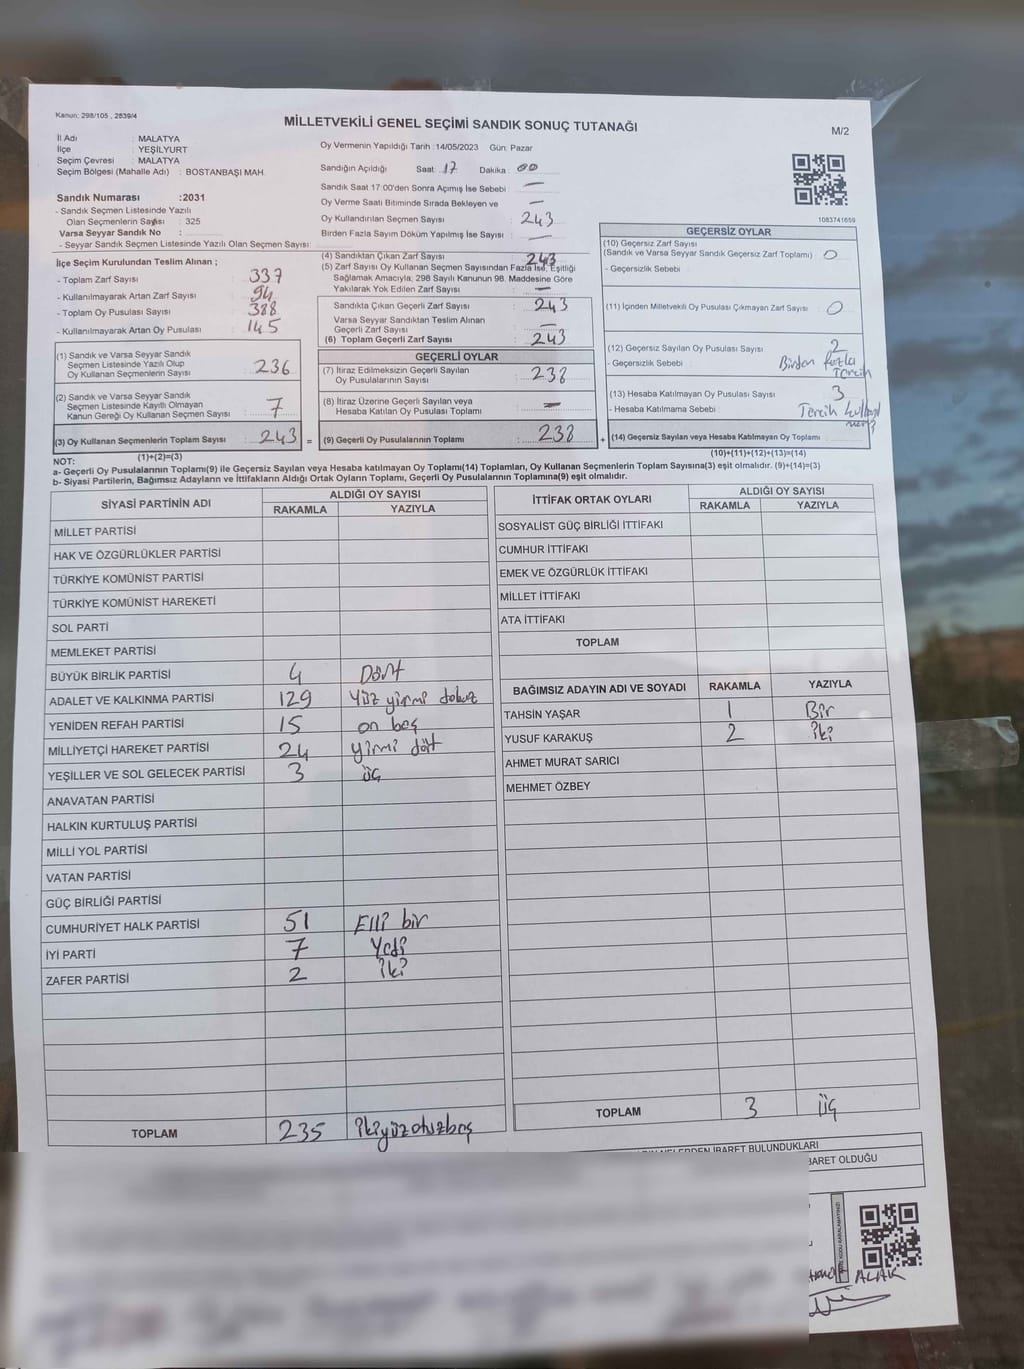 Kanun: 298/105 , 2839/4
MİLLETVEKİLİ GENEL SEÇİMİ SANDIK SONUÇ TUTANAĞI
M/2
İl Adı : MALATYA
İlçe : YEŞİLYURT
Seçim Çevresi : MALATYA
Seçim Bölgesi (Mahalle Adı) : BOSTANBAŞI MAH.
Sandık Numarası :2031
- Sandık Seçmen Listesinde Yazılı
Olan Seçmenlerin Sayısı : 325
Varsa Seyyar Sandık No :
- Seyyar Sandık Seçmen Listesinde Yazılı Olan Seçmen Sayısı :
Oy Vermenin Yapıldığı Tarih :14/05/2023 Gün: Pazar
Sandığın Açıldığı Saat: 17 Dakika : 00
Sandık Saat 17:00'den Sonra Açımış İse Sebebi : —
Oy Verme Saati Bitiminde Sırada Bekleyen ve : —
Oy Kullandırılan Seçmen Sayısı : 243
Birden Fazla Sayım Döküm Yapılmış İse Sayısı : —
1083741659
İlçe Seçim Kurulundan Teslim Alınan ;
- Toplam Zarf Sayısı : 337
- Kullanılmayarak Artan Zarf Sayısı : 94
- Toplam Oy Pusulası Sayısı : 388
- Kullanılmayarak Artan Oy Pusulası : 145
(1) Sandık ve Varsa Seyyar Sandık
Seçmen Listesinde Yazılı Olup
Oy Kullanan Seçmenlerin Sayısı : 236
(2) Sandık ve Varsa Seyyar Sandık
Seçmen Listesinde Kayıtlı Olmayan
Kanun Gereği Oy Kullanan Seçmen Sayısı : 7
(3) Oy Kullanan Seçmenlerin Toplam Sayısı : 243 =
(1)+(2)=(3)
(4) Sandıktan Çıkan Zarf Sayısı : 243
(5) Zarf Sayısı Oy Kullanan Seçmen Sayısından Fazla İse, Eşitliği
Sağlamak Amacıyla, 298 Sayılı Kanunun 98. Maddesine Göre
Yakılarak Yok Edilen Zarf Sayısı : —
Sandıkta Çıkan Geçerli Zarf Sayısı : 243
Varsa Seyyar Sandıktan Teslim Alınan
Geçerli Zarf Sayısı : —
(6) Toplam Geçerli Zarf Sayısı : 243
GEÇERLİ OYLAR
(7) İtiraz Edilmeksizin Geçerli Sayılan
Oy Pusulalarının Sayısı : 238
(8) İtiraz Üzerine Geçerli Sayılan veya
Hesaba Katılan Oy Pusulası Toplamı : —
(9) Geçerli Oy Pusulalarının Toplamı : 238 +
GEÇERSİZ OYLAR
(10) Geçersiz Zarf Sayısı
(Sandık ve Varsa Seyyar Sandık Geçersiz Zarf Toplamı) : 0
- Geçersizlik Sebebi :
(11) İçinden Milletvekili Oy Pusulası Çıkmayan Zarf Sayısı : 0
(12) Geçersiz Sayılan Oy Pusulası Sayısı : 2
- Geçersizlik Sebebi : Birden fazla
Tercih
(13) Hesaba Katılmayan Oy Pusulası Sayısı : 3
- Hesaba Katılmama Sebebi : Tercih
(14) Geçersiz Sayılan veya Hesaba Katılmayan Oy Toplamı :
(10)+(11)+(12)+(13)=(14)
NOT:
a- Geçerli Oy Pusulalarının Toplamı(9) ile Geçersiz Sayılan veya Hesaba katılmayan Oy Toplamı(14) Toplamları, Oy Kullanan Seçmenlerin Toplam Sayısına(3) eşit olmalıdır. (9)+(14)=(3)
b- Siyasi Partilerin, Bağımsız Adayların ve İttifakların Aldığı Ortak Oyların Toplamı, Geçerli Oy Pusulalarının Toplamına(9) eşit olmalıdır.
SİYASİ PARTİNİN ADI ALDIĞI OY SAYISI
RAKAMLA YAZIYLA
MİLLET PARTİSİ
HAK VE ÖZGÜRLÜKLER PARTİSİ
TÜRKİYE KOMÜNİST PARTİSİ
TÜRKİYE KOMÜNİST HAREKETİ
SOL PARTİ
MEMLEKET PARTİSİ
BÜYÜK BİRLİK PARTİSİ 4 Dört
ADALET VE KALKINMA PARTİSİ 129 Yüz yirmi dokuz
YENİDEN REFAH PARTİSİ 15 on beş
MİLLİYETÇİ HAREKET PARTİSİ 24 yirmi dört
YEŞİLLER VE SOL GELECEK PARTİSİ 3 üç
ANAVATAN PARTİSİ
HALKIN KURTULUŞ PARTİSİ
MİLLİ YOL PARTİSİ
VATAN PARTİSİ
GÜÇ BİRLİĞİ PARTİSİ
CUMHURİYET HALK PARTİSİ 51 Elli bir
İYİ PARTİ 7 Yedi
ZAFER PARTİSİ 2 iki
TOPLAM 235 ikiyüzotuzbeş
İTTİFAK ORTAK OYLARI ALDIĞI OY SAYISI
RAKAMLA YAZIYLA
SOSYALİST GÜÇ BİRLİĞİ İTTİFAKI
CUMHUR İTTİFAKI
EMEK VE ÖZGÜRLÜK İTTİFAKI
MİLLET İTTİFAKI
ATA İTTİFAKI
TOPLAM
BAĞIMSIZ ADAYIN ADI VE SOYADI RAKAMLA YAZIYLA
TAHSİN YAŞAR 1 Bir
YUSUF KARAKUŞ 2 iki
AHMET MURAT SARICI
MEHMET ÖZBEY
TOPLAM 3 üç
İBARET BULUNDUKLARI
BARET OLDUĞU
ALAK